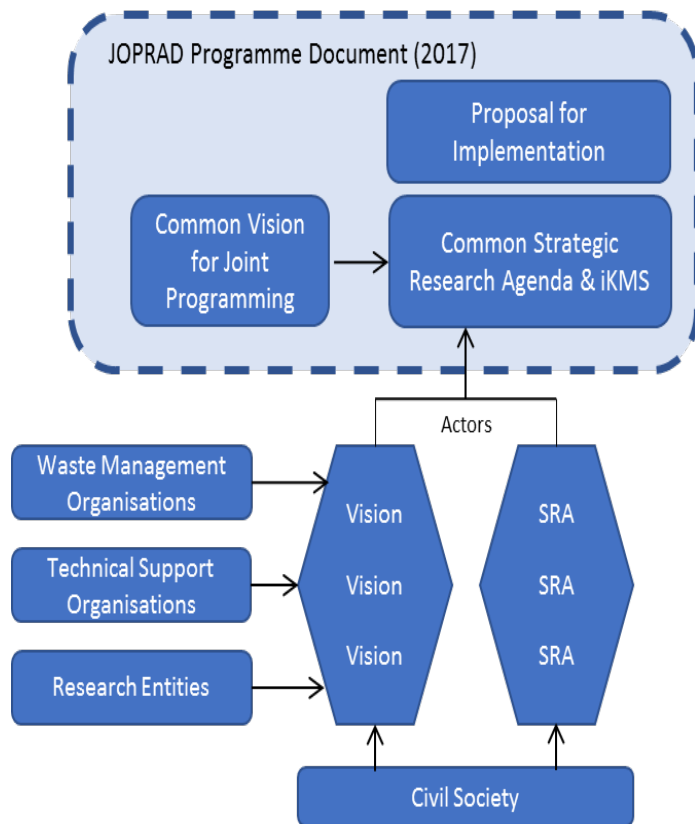 JOPRAD Programme Document (2017)
Proposal for
Implementation
Common Vision
for Joint
Programming
Common Strategic
Research Agenda & iKMS
Actors
Waste Management
Organisations
Technical Support
Organisations
Research Entities
Vision
Vision
Vision
SRA
SRA
SRA
Civil Society